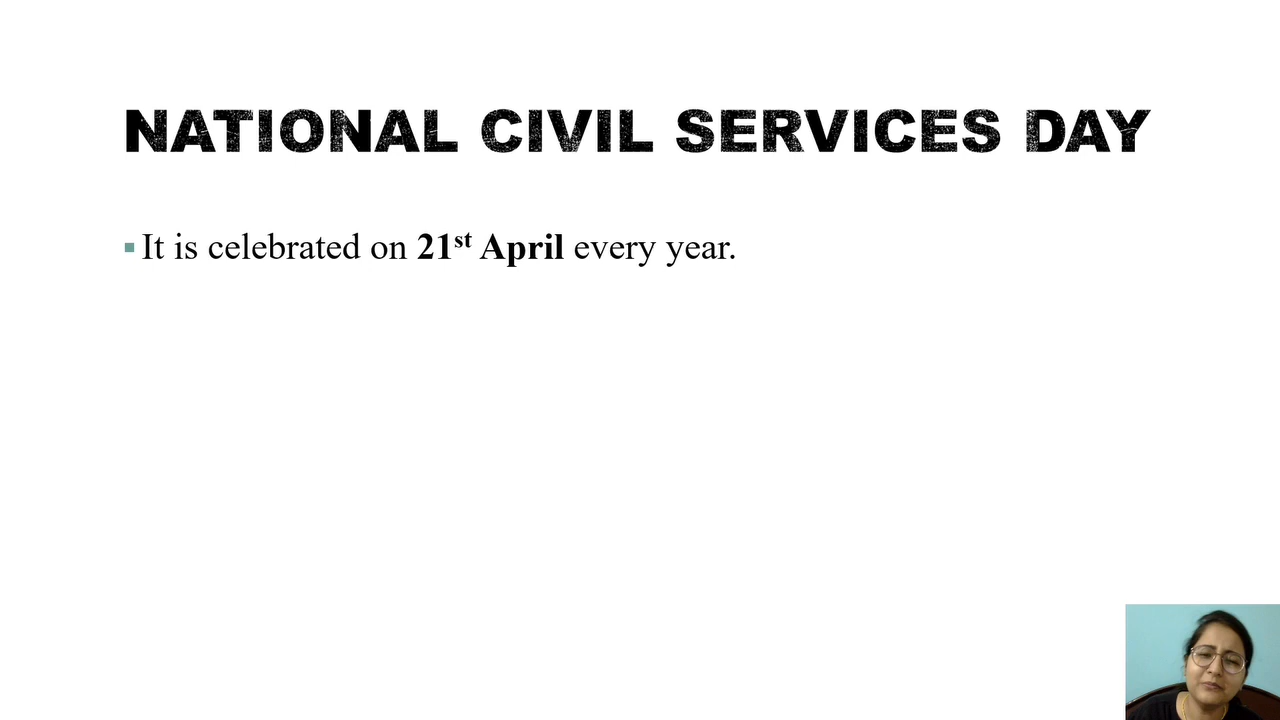 NATIONAL CIVIL SERVICES DAY
▪ It is celebrated on 21st April every year.